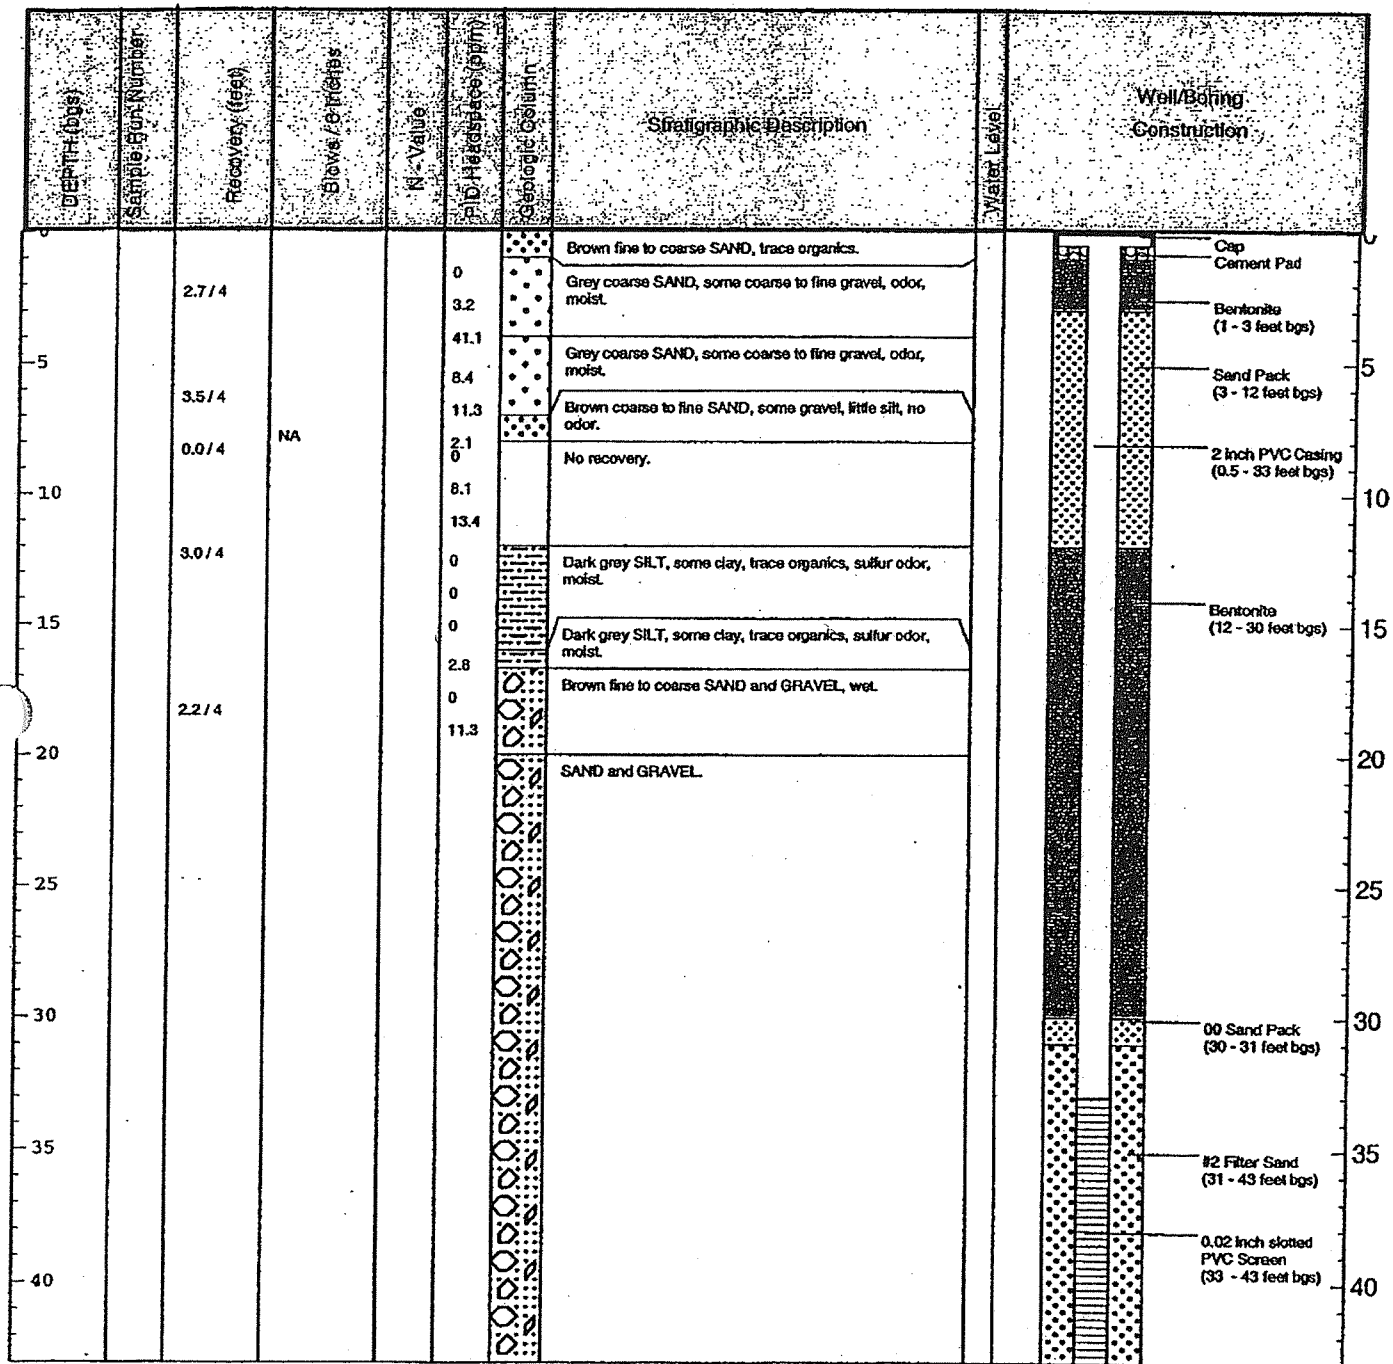 DEPTH (bgs)
Sample/Run Number
Recovery (feet)
Blows / 6 inches
N - Value
PID Headspace (ppm)
Geologic Column
Stratigraphic Description
Water Level
Well/Boring
Construction
0
0
Brown fine to coarse SAND, trace organics.
Cap
Cement Pad
0
2.7 / 4
Grey coarse SAND, some coarse to fine gravel, odor,
moist.
3.2
Bentonite
(1 - 3 feet bgs)
41.1
5
Grey coarse SAND, some coarse to fine gravel, odor,
moist.
5
8.4
Sand Pack
(3 - 12 feet bgs)
3.5 / 4
11.3
Brown coarse to fine SAND, some gravel, little silt, no
odor.
NA
2.1
0.0 / 4
0
No recovery.
2 inch PVC Casing
(0.5 - 33 feet bgs)
8.1
10
10
13.4
3.0 / 4
0
Dark grey SILT, some clay, trace organics, sulfur odor,
moist.
0
Bentonite
(12 - 30 feet bgs)
15
0
15
Dark grey SILT, some clay, trace organics, sulfur odor,
moist.
2.8
Brown fine to coarse SAND and GRAVEL, wet.
0
2.2 / 4
11.3
20
20
SAND and GRAVEL.
25
25
30
30
00 Sand Pack
(30 - 31 feet bgs)
35
35
#2 Filter Sand
(31 - 43 feet bgs)
0.02 inch slotted
PVC Screen
(33 - 43 feet bgs)
40
40